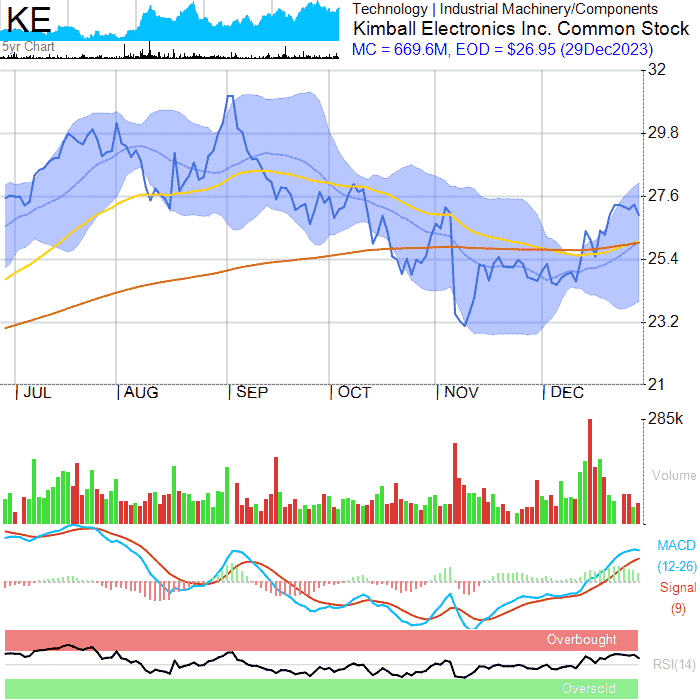 KE
5yr Chart
Technology | Industrial Machinery/Components
Kimball Electronics Inc. Common Stock
MC = 669.6M, EOD = $26.95 (29Dec2023)
32
29.8
27.6
25.4
23.2
21
JUL AUG SEP OCT NOV DEC
285k
Volume
MACD
(12-26)
Signal
(9)
Overbought
RSI(14)
Oversold